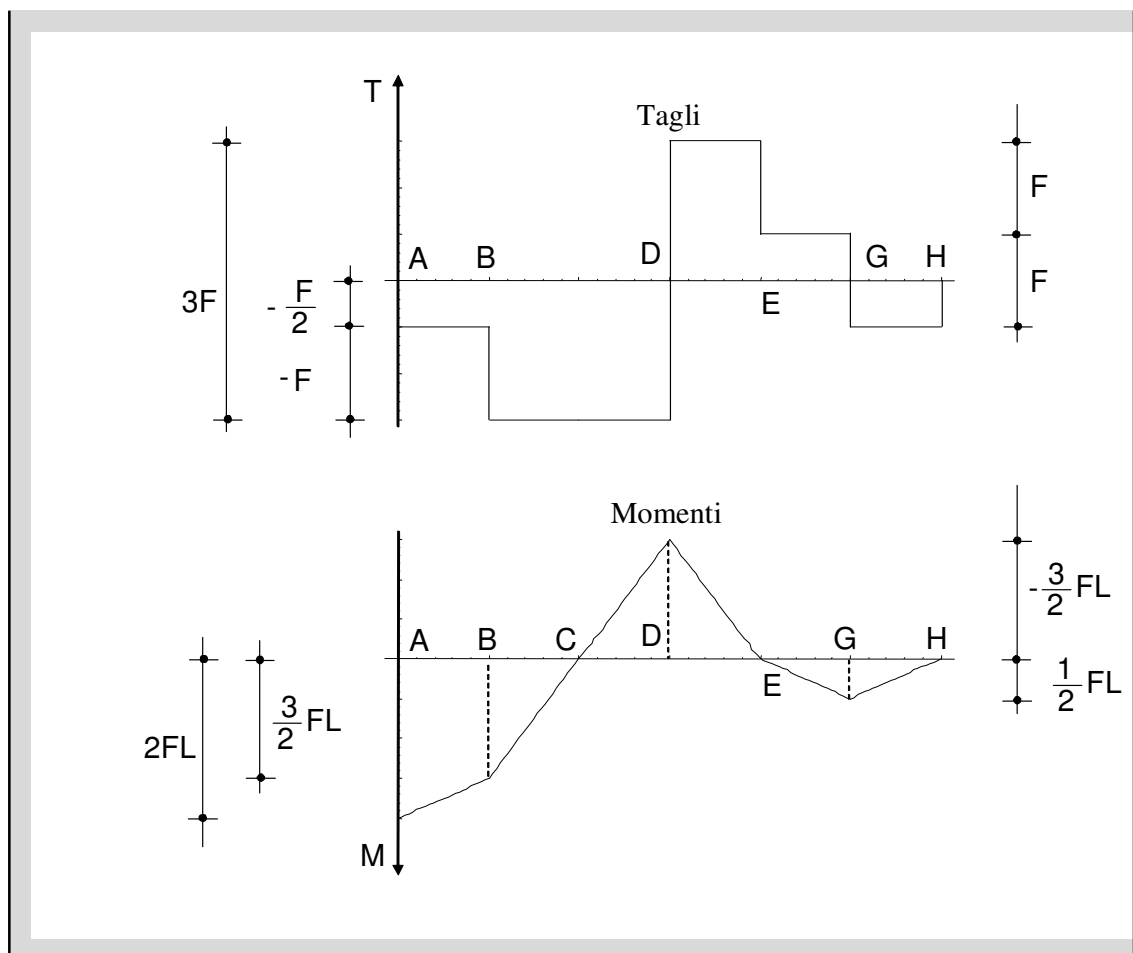 T
Tagli
F
A B D G H
3F
- F/2
F
E
-F
Momenti
- 3/2 FL
A B C D G H
E
1/2 FL
3/2 FL
2FL
M